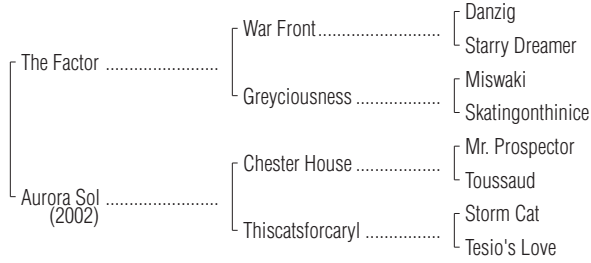 Danzig
War Front........................
Starry Dreamer
The Factor ......................
Miswaki
Greyciousness .................
Skatingonthinice
Mr. Prospector
Chester House .................
Toussaud
Aurora Sol ......................
(2002)
Storm Cat
Thiscatsforcaryl ...............
Tesio's Love